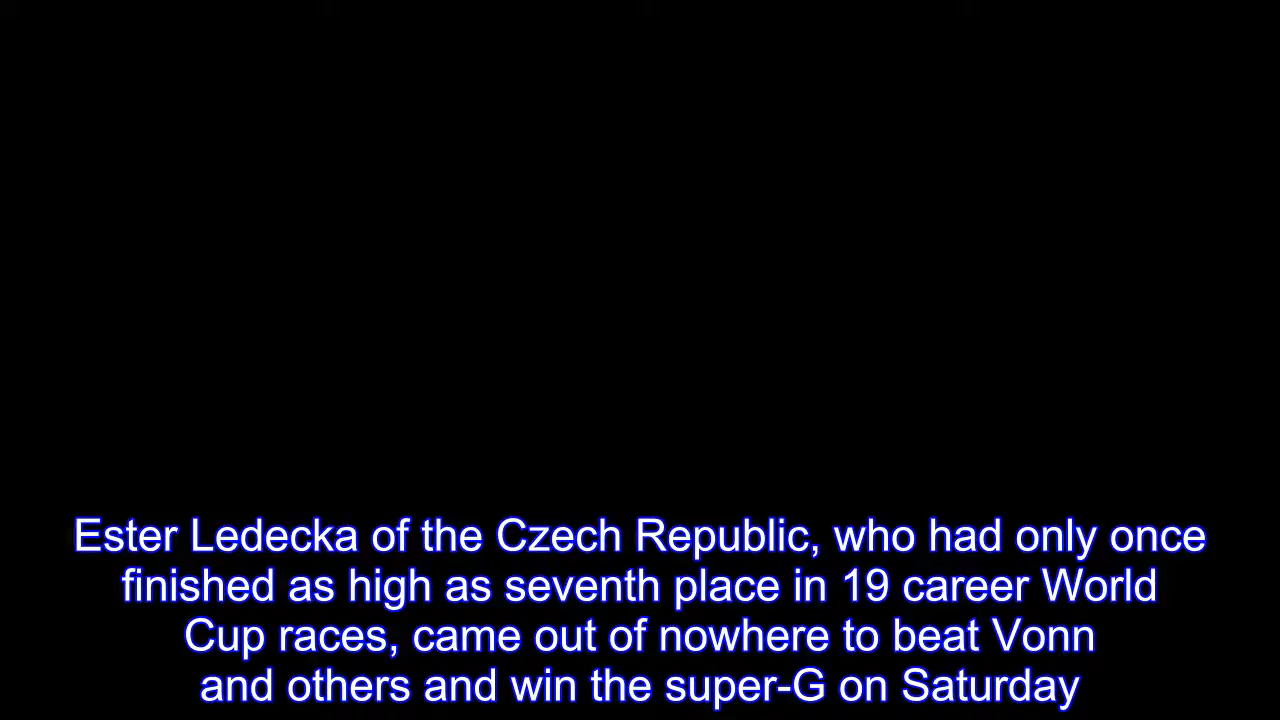 Ester Ledecka of the Czech Republic, who had only once
finished as high as seventh place in 19 career World
Cup races, came out of nowhere to beat Vonn
and others and win the super-G on Saturday